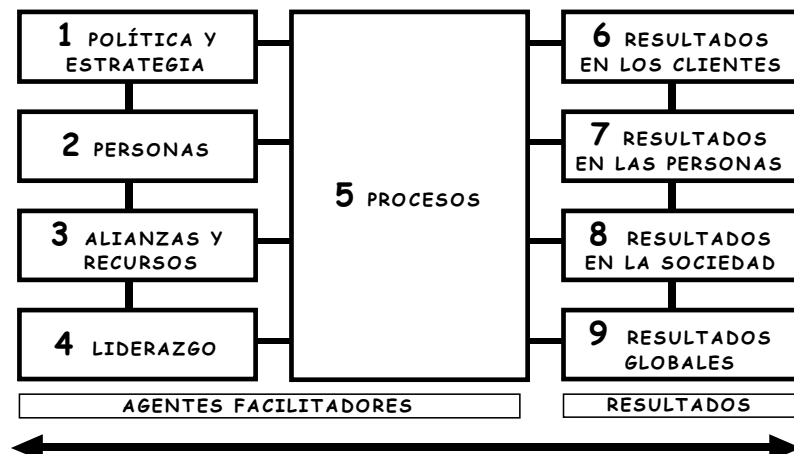 1 POLÍTICA Y
ESTRATEGIA
2 PERSONAS
3 ALIANZAS Y
RECURSOS
4 LIDERAZGO
5 PROCESOS
6 RESULTADOS
EN LOS CLIENTES
7 RESULTADOS
EN LAS PERSONAS
8 RESULTADOS
EN LA SOCIEDAD
9 RESULTADOS
GLOBALES
AGENTES FACILITADORES
RESULTADOS